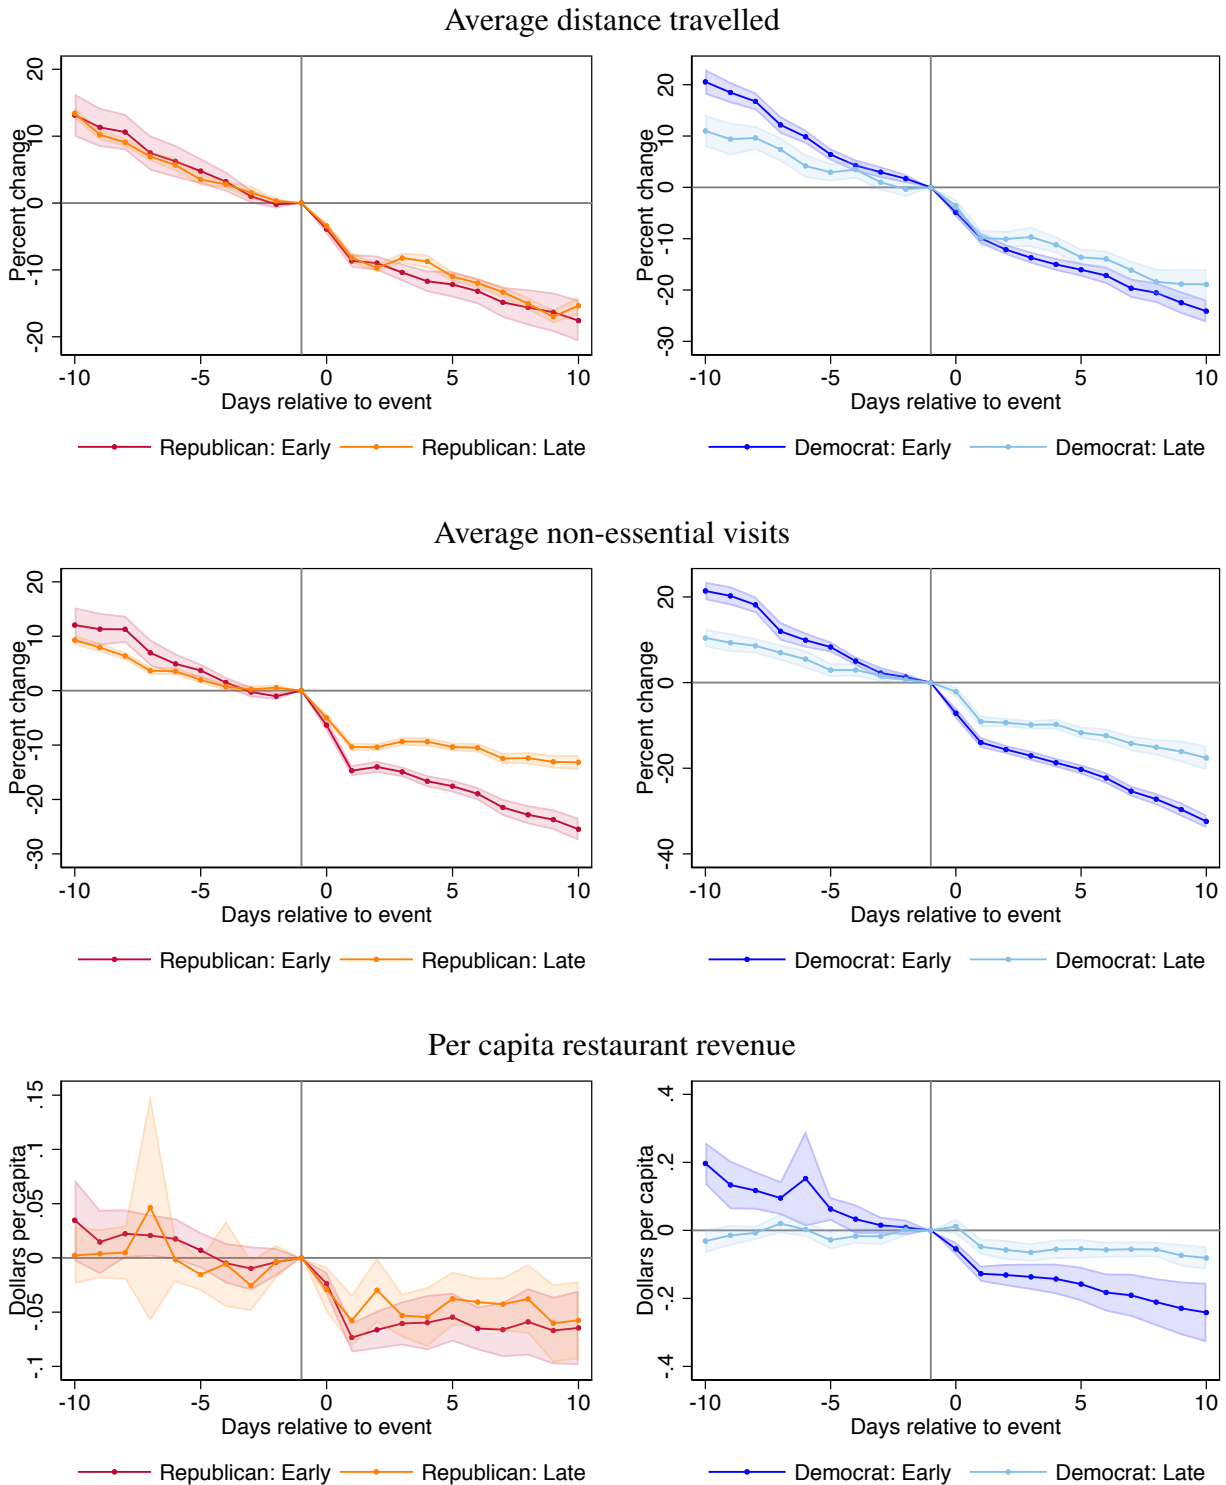 Average distance travelled
Percent change
20
10
0
-10
-20
-10 -5 0 5 10
Days relative to event
Republican: Early Republican: Late
Percent change
20
10
0
-10
-20
-30
-10 -5 0 5 10
Days relative to event
Democrat: Early Democrat: Late
Average non-essential visits
Percent change
20
10
0
-10
-20
-30
-10 -5 0 5 10
Days relative to event
Republican: Early Republican: Late
Percent change
20
0
-20
-40
-10 -5 0 5 10
Days relative to event
Democrat: Early Democrat: Late
Per capita restaurant revenue
Dollars per capita
.15
.1
.05
0
-.05
-.1
-10 -5 0 5 10
Days relative to event
Republican: Early Republican: Late
Dollars per capita
.4
.2
0
-.2
-.4
-10 -5 0 5 10
Days relative to event
Democrat: Early Democrat: Late